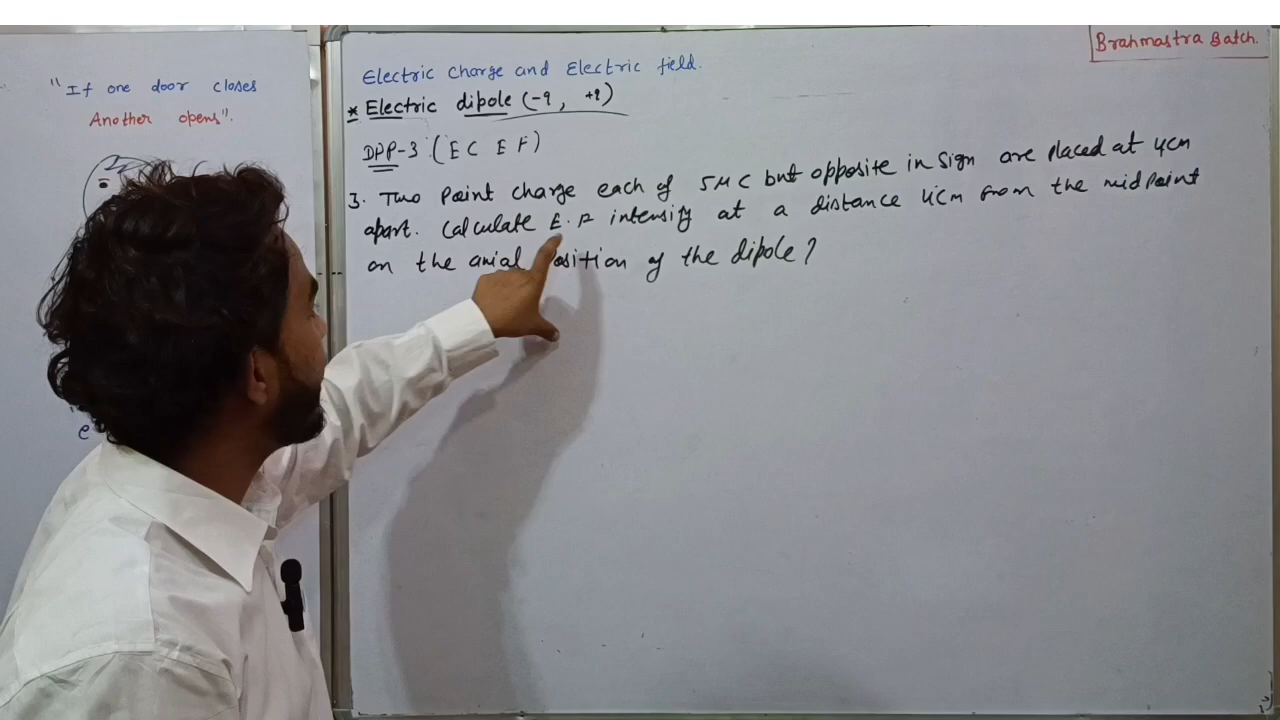 Brahmastra Batch.
"If one door closes
Another opens".
Electric Charge and Electric field.
* Electric dipole (-q, +q)
DPP-3 (EC EF)
3. Two point charge each of 5μC but opposite in sign are placed at 4cm
apart. Calculate E.F intensity at a distance 4cm from the midpoint
on the axial position of the dipole?